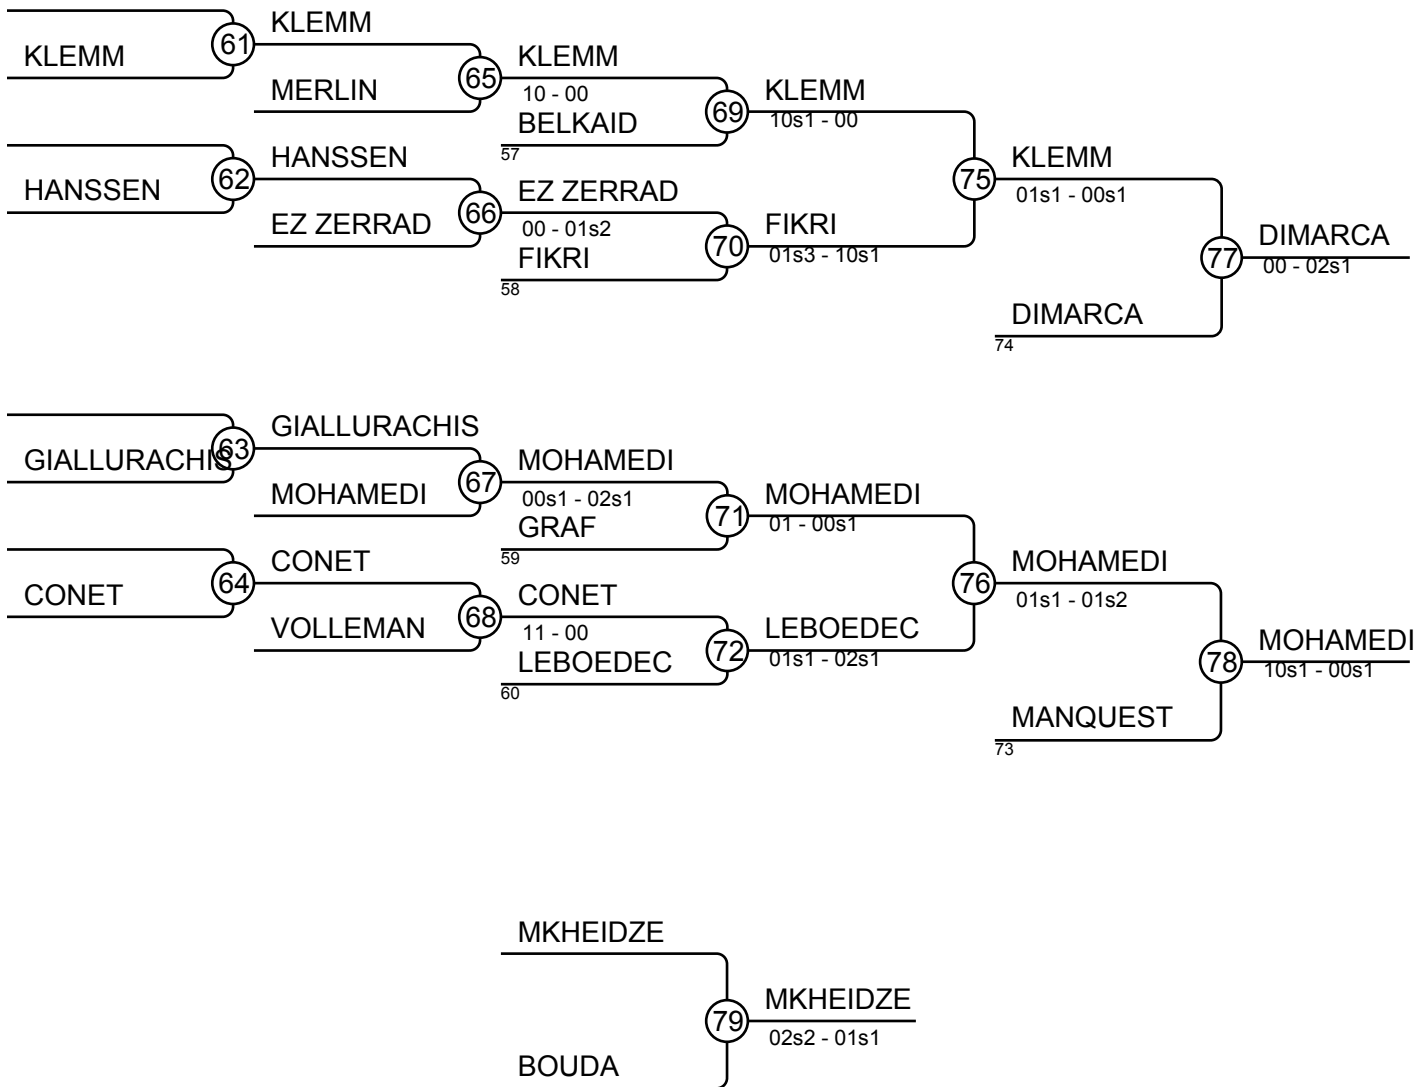 KLEMM
61
KLEMM
MERLIN
65
KLEMM
10 - 00
BELKAID
57
69
KLEMM
10s1 - 00
HANSSEN
62
HANSSEN
EZ ZERRAD
66
EZ ZERRAD
00 - 01s2
FIKRI
58
70
FIKRI
01s3 - 10s1
75
KLEMM
01s1 - 00s1
DIMARCA
74
77
DIMARCA
00 - 02s1
GIALLURACHIS
63
GIALLURACHIS
MOHAMEDI
67
MOHAMEDI
00s1 - 02s1
GRAF
59
71
MOHAMEDI
01 - 00s1
CONET
64
CONET
VOLLEMAN
68
CONET
11 - 00
LEBOEDEC
60
72
LEBOEDEC
01s1 - 02s1
76
MOHAMEDI
01s1 - 01s2
MANQUEST
73
78
MOHAMEDI
10s1 - 00s1
MKHEIDZE
BOUDA
79
MKHEIDZE
02s2 - 01s1